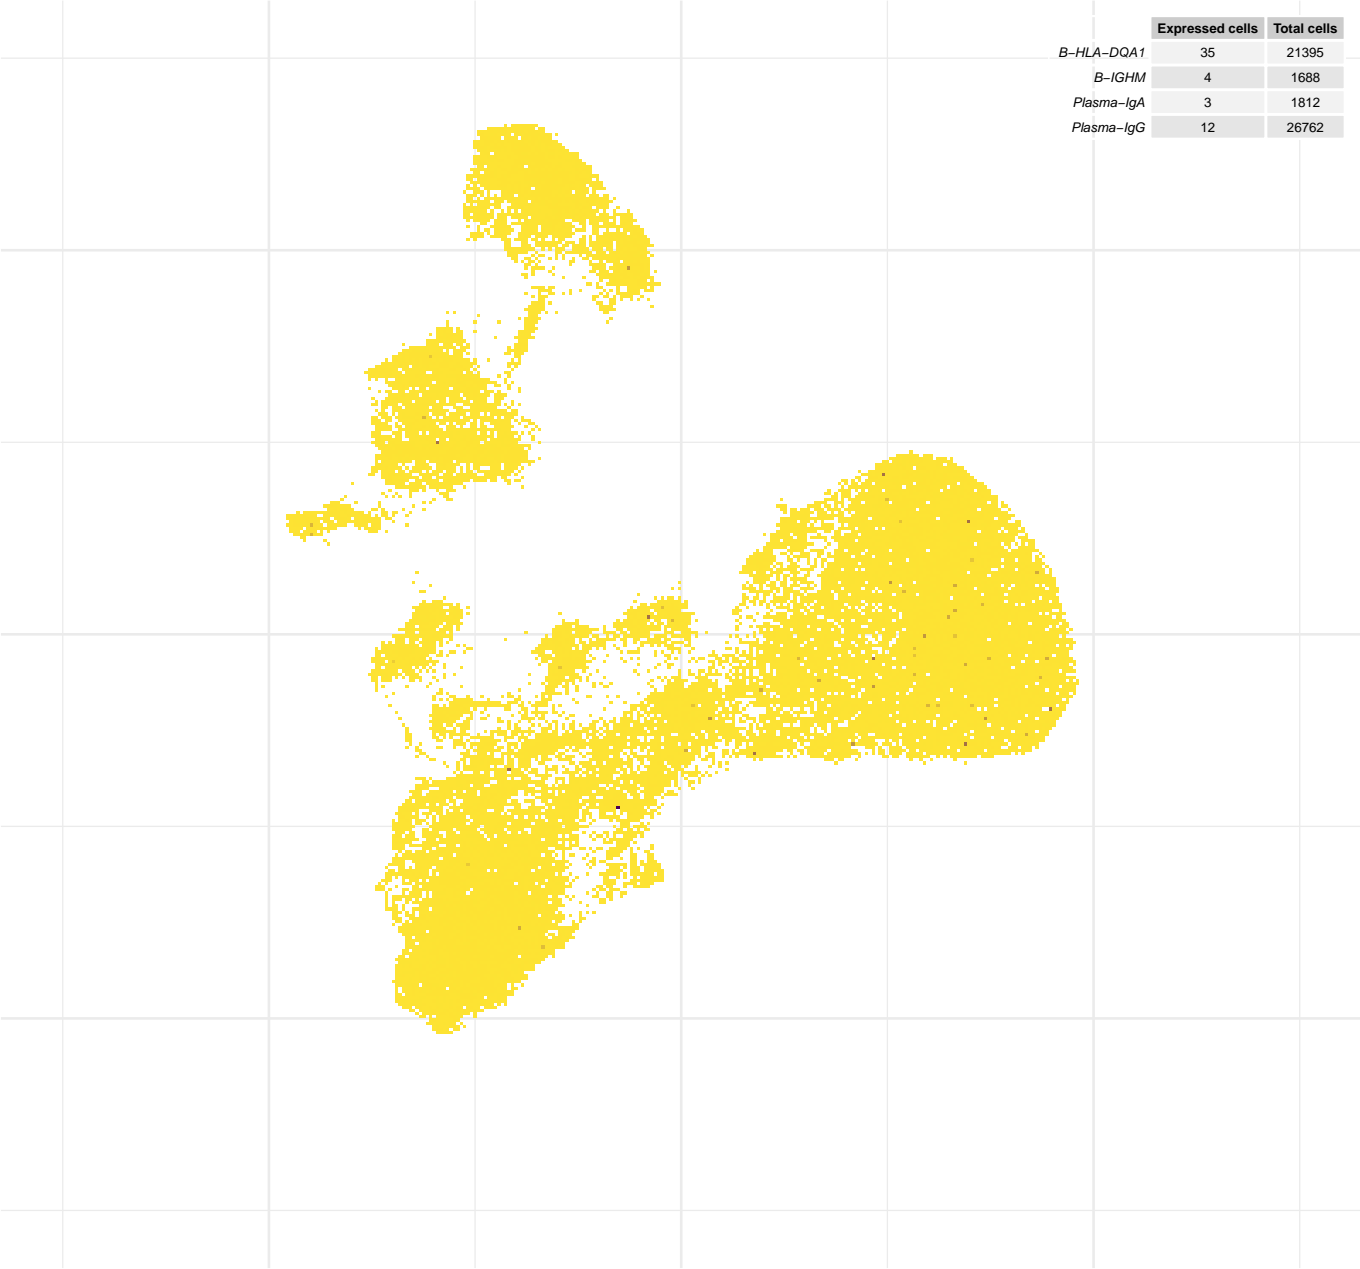 Expressed cells Total cells
B−HLA−DQA1 35 21395
B−IGHM 4 1688
Plasma−IgA 3 1812
Plasma−IgG 12 26762